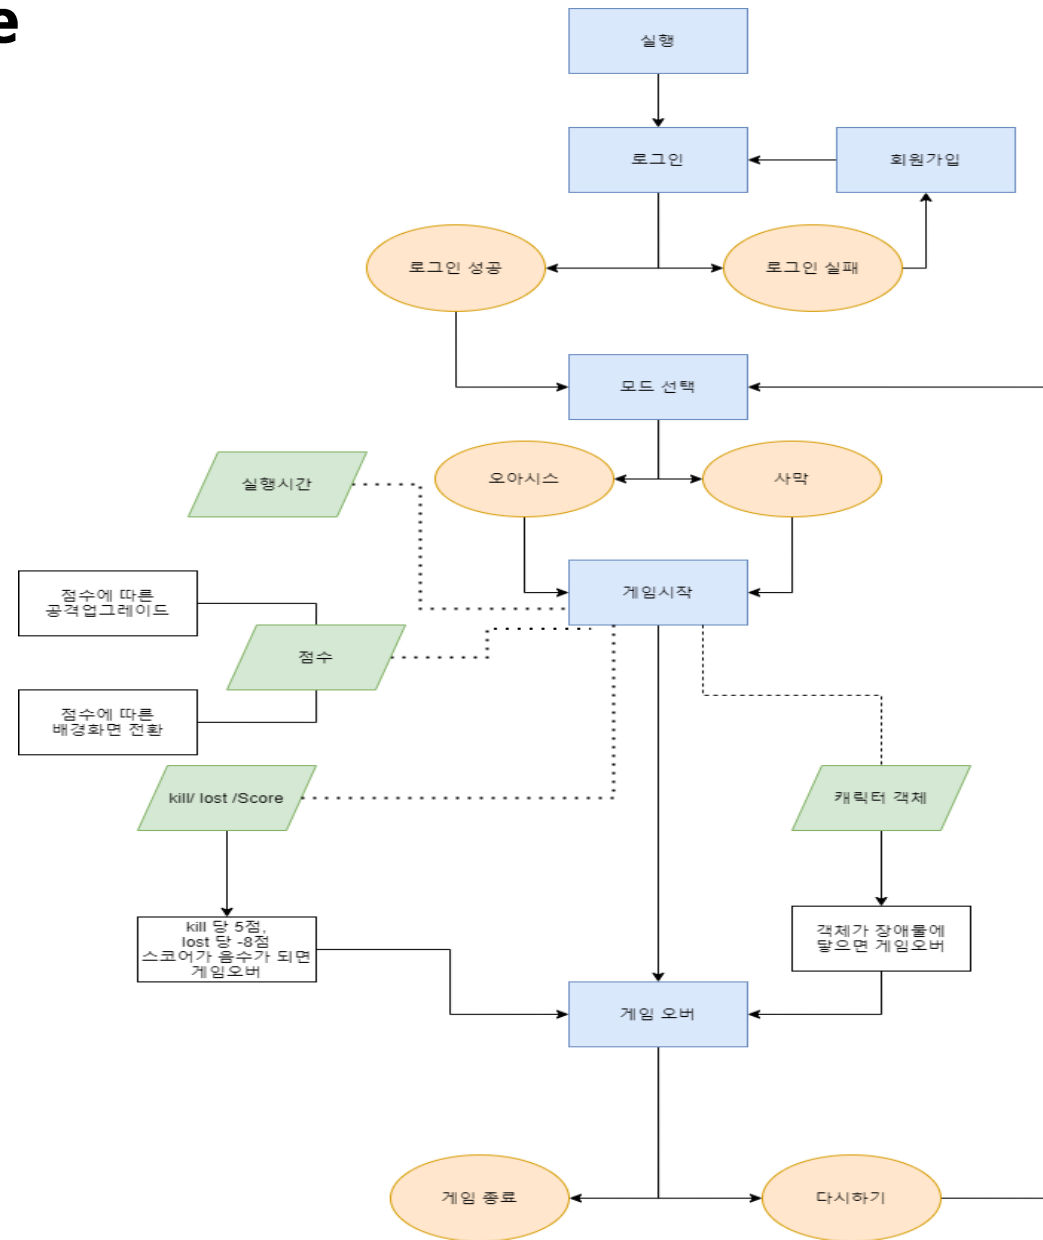 e
실행
로그인
회원가입
로그인 성공
로그인 실패
모드 선택
오아시스
사막
실행시간
게임시작
점수에 따른
공격업그레이드
점수
점수에 따른
배경화면 전환
kill/ lost /Score
캐릭터 객체
kill 당 5점,
lost 당 -8점
스코어가 음수가 되면
게임오버
객체가 장애물에
닿으면 게임오버
게임 오버
게임 종료
다시하기